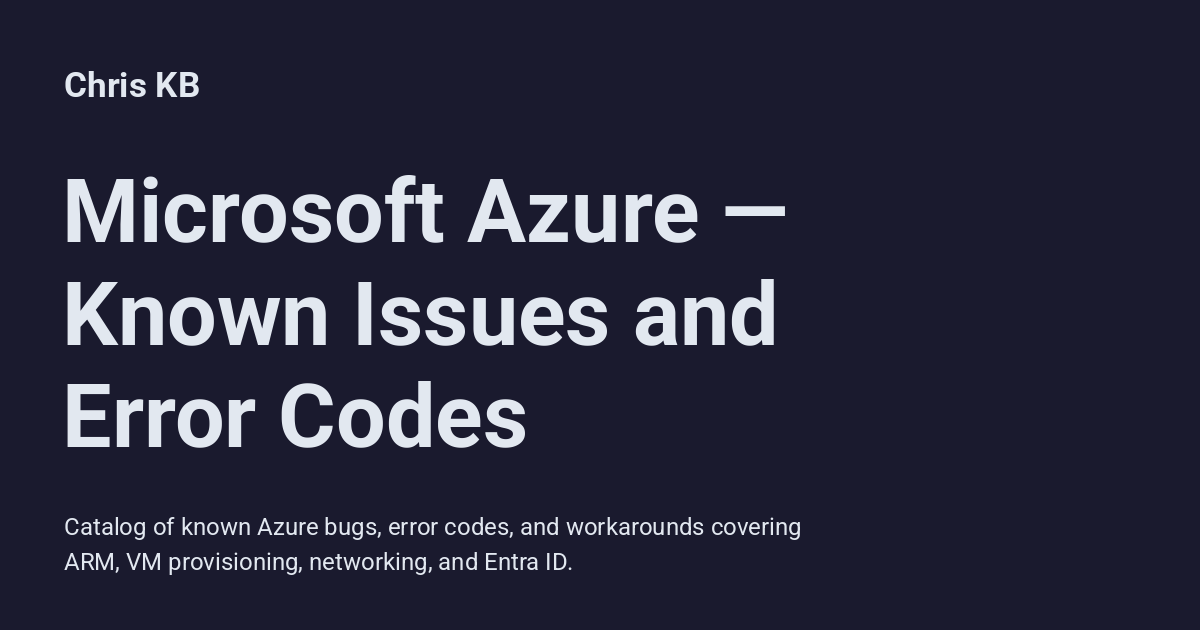 Chris KB
Microsoft Azure —
Known Issues and
Error Codes
Catalog of known Azure bugs, error codes, and workarounds covering
ARM, VM provisioning, networking, and Entra ID.